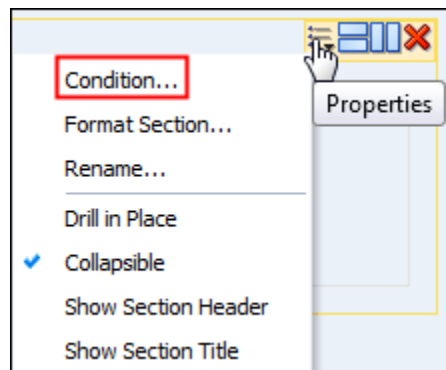 Condition...
Properties
Format Section...
Rename...
Drill in Place
Collapsible
Show Section Header
Show Section Title